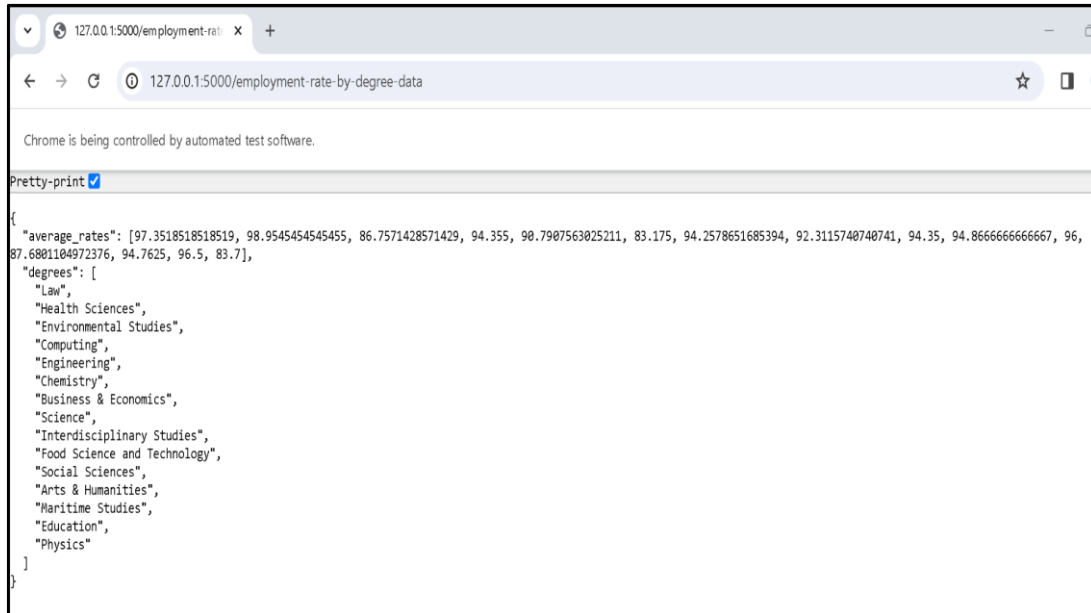 127.0.0.1:5000/employment-rat
127.0.0.1:5000/employment-rate-by-degree-data
Chrome is being controlled by automated test software.
Pretty-print
{
"average_rates": [97.3518518518519, 98.9545454545455, 86.7571428571429, 94.355, 90.7907563025211, 83.175, 94.2578651685394, 92.3115740740741, 94.35, 94.8666666666667, 96,
87.6801104972376, 94.7625, 96.5, 83.7],
"degrees": [
"Law",
"Health Sciences",
"Environmental Studies",
"Computing",
"Engineering",
"Chemistry",
"Business & Economics",
"Science",
"Interdisciplinary Studies",
"Food Science and Technology",
"Social Sciences",
"Arts & Humanities",
"Maritime Studies",
"Education",
"Physics"
]
}